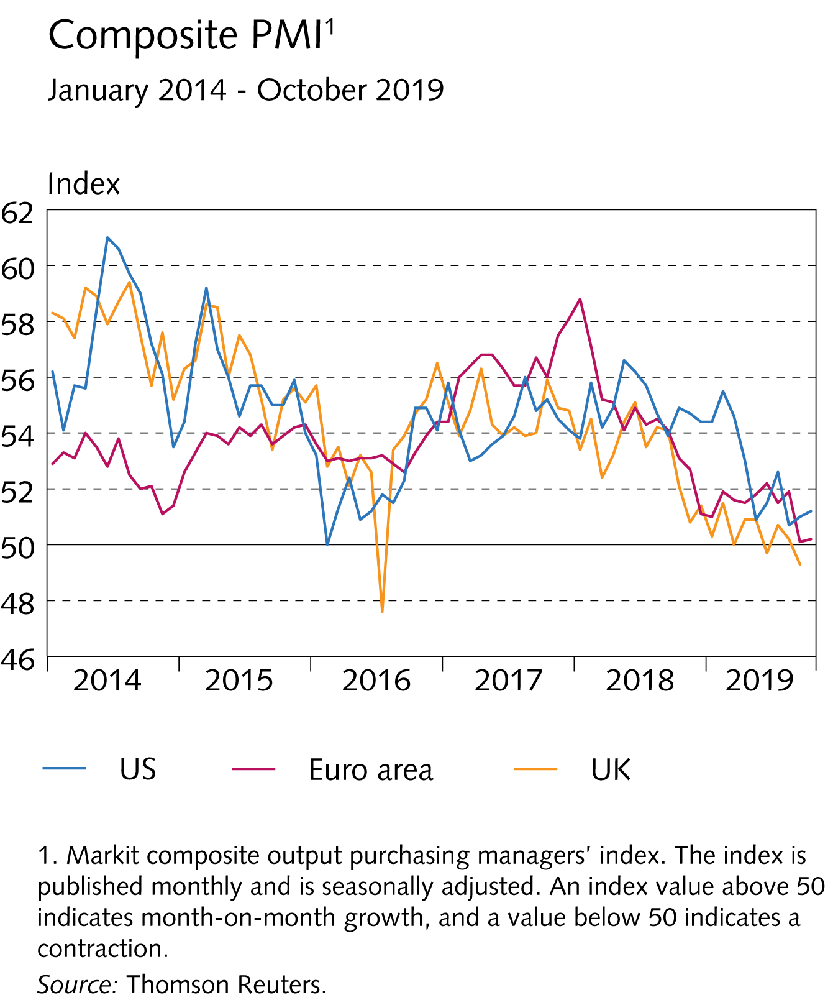 Composite PMI¹
January 2014 - October 2019
Index
62
60
58
56
54
52
50
48
46
2014 2015 2016 2017 2018 2019
US Euro area UK
1. Markit composite output purchasing managers’ index. The index is
published monthly and is seasonally adjusted. An index value above 50
indicates month-on-month growth, and a value below 50 indicates a
contraction.
Source: Thomson Reuters.